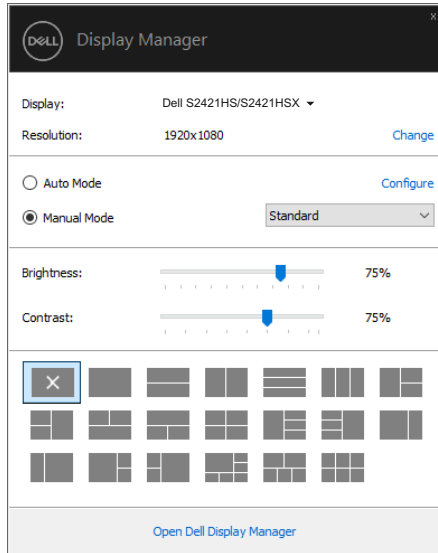 x
DELL Display Manager
Display: Dell S2421HS/S2421HSX
Resolution: 1920x1080 Change
Auto Mode Configure
Manual Mode Standard
Brightness: 75%
Contrast: 75%
Open Dell Display Manager